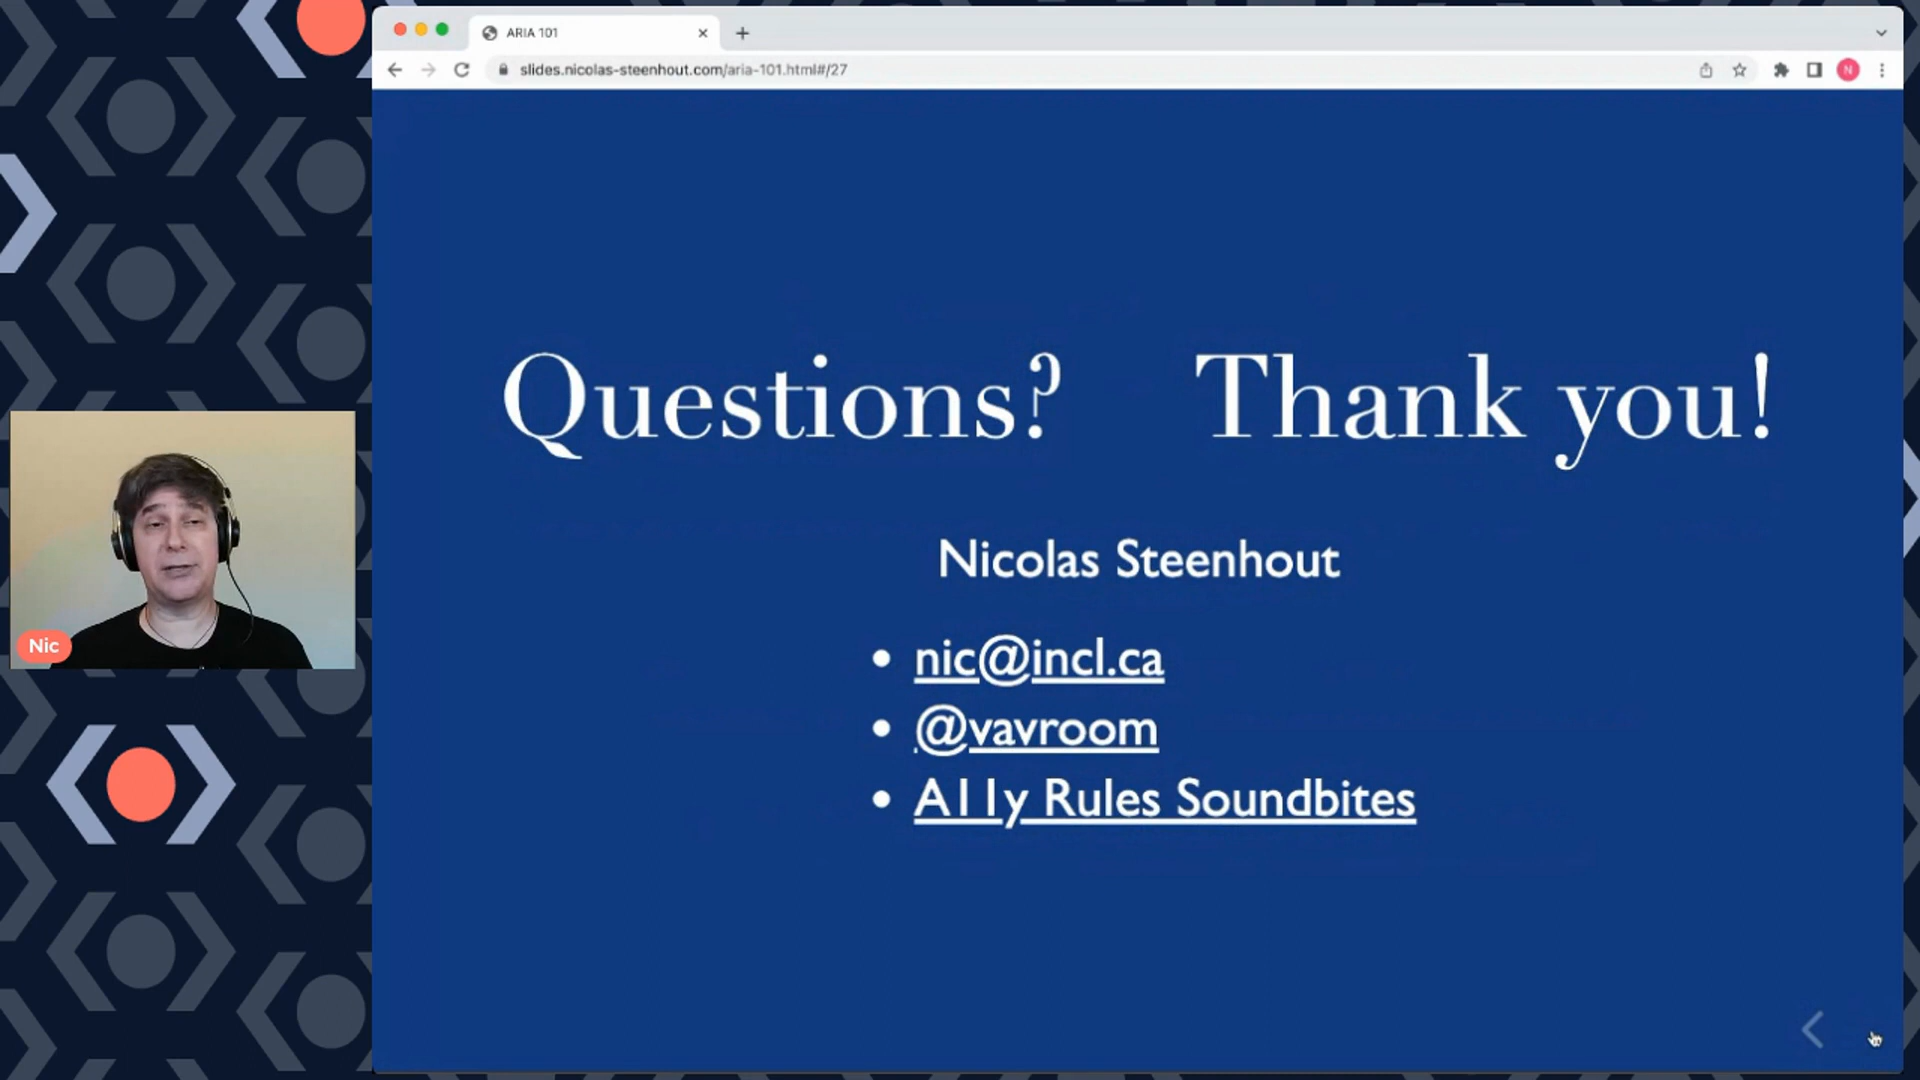 ARIA 101
slides.nicolas-steenhout.com/aria-101.html#/27
N
Questions? Thank you!
Nicolas Steenhout
nic@incl.ca
@vavroom
A11y Rules Soundbites
Nic